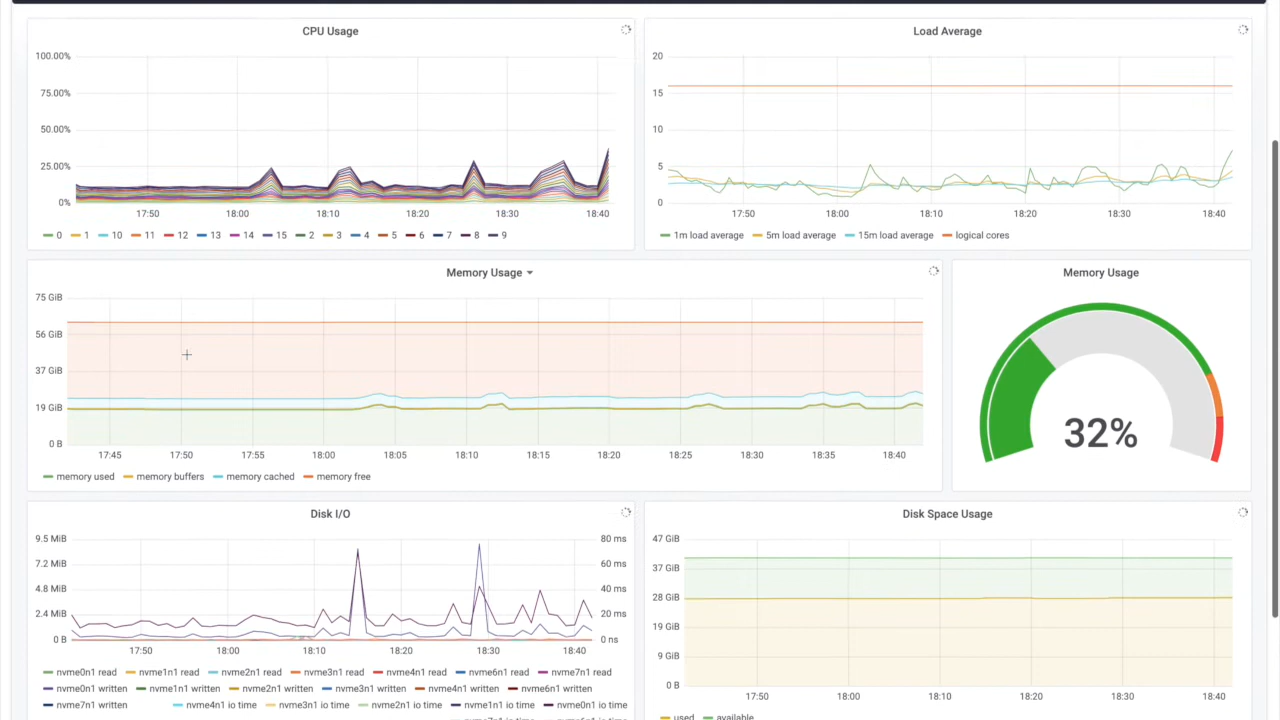 CPU Usage
100.00%
75.00%
50.00%
25.00%
0%
17:50 18:00 18:10 18:20 18:30 18:40
0 1 10 11 12 13 14 15 2 3 4 5 6 7 8 9
Load Average
20
15
10
5
0
17:50 18:00 18:10 18:20 18:30 18:40
1m load average 5m load average 15m load average logical cores
Memory Usage
75 GiB
56 GiB
37 GiB
19 GiB
0 B
17:45 17:50 17:55 18:00 18:05 18:10 18:15 18:20 18:25 18:30 18:35 18:40
memory used memory buffers memory cached memory free
Memory Usage
32%
Disk I/O
9.5 MiB 80 ms
7.2 MiB 60 ms
4.8 MiB 40 ms
2.4 MiB 20 ms
0 B 0 ns
17:50 18:00 18:10 18:20 18:30 18:40
nvme0n1 read nvme1n1 read nvme2n1 read nvme3n1 read nvme4n1 read nvme6n1 read nvme7n1 read
nvme0n1 written nvme1n1 written nvme2n1 written nvme3n1 written nvme4n1 written nvme6n1 written
nvme7n1 written nvme4n1 io time nvme3n1 io time nvme2n1 io time nvme1n1 io time nvme0n1 io time
Disk Space Usage
47 GiB
37 GiB
28 GiB
19 GiB
9 GiB
0 B
17:50 18:00 18:10 18:20 18:30 18:40
used available